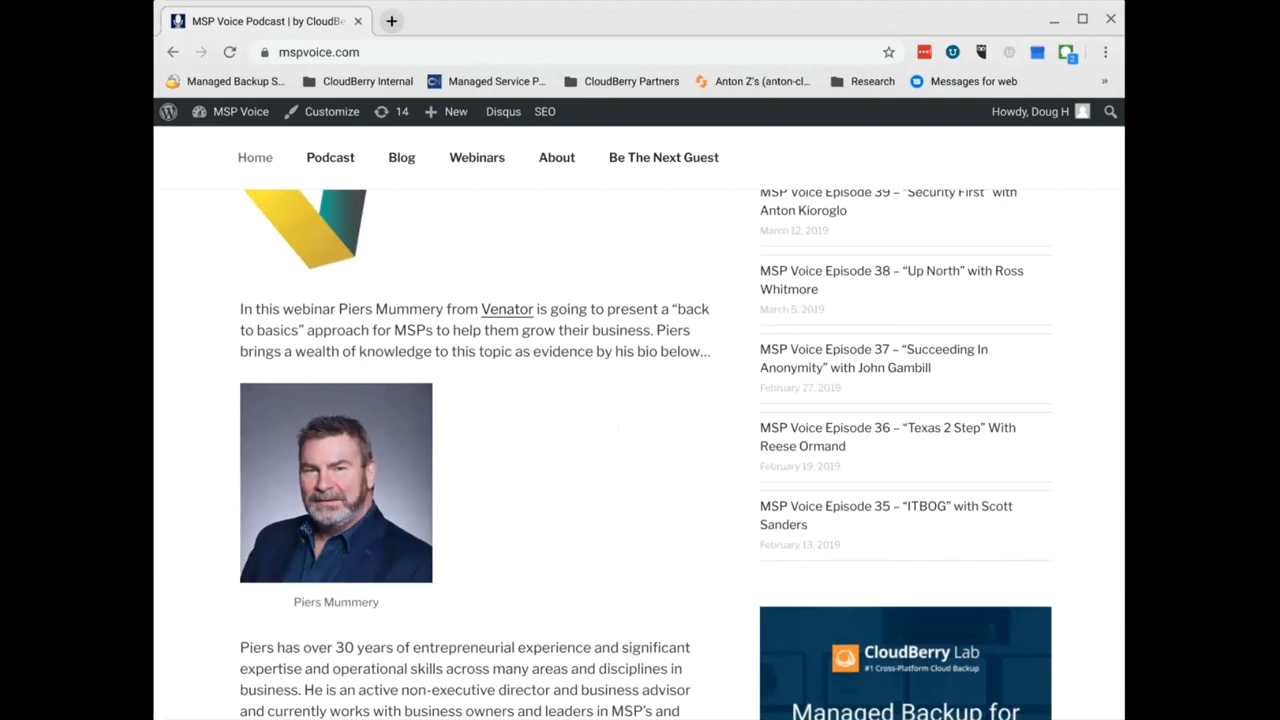 MSP Voice Podcast | by CloudBe
mspvoice.com
2
Managed Backup S... CloudBerry Internal Managed Service P... CloudBerry Partners Anton Z's (anton-cl... Research Messages for web »
MSP Voice Customize 14 New Disqus SEO Howdy, Doug H
Home Podcast Blog Webinars About Be The Next Guest
In this webinar Piers Mummery from Venator is going to present a “back
to basics” approach for MSPs to help them grow their business. Piers
brings a wealth of knowledge to this topic as evidence by his bio below…
Piers Mummery
Piers has over 30 years of entrepreneurial experience and significant
expertise and operational skills across many areas and disciplines in
business. He is an active non-executive director and business advisor
and currently works with business owners and leaders in MSP’s and
MSP Voice Episode 39 – “Security First” with
Anton Kioroglo
March 12, 2019
MSP Voice Episode 38 – “Up North” with Ross
Whitmore
March 5, 2019
MSP Voice Episode 37 – “Succeeding In
Anonymity” with John Gambill
February 27, 2019
MSP Voice Episode 36 – “Texas 2 Step” With
Reese Ormand
February 19, 2019
MSP Voice Episode 35 – “ITBOG” with Scott
Sanders
February 13, 2019
CloudBerry Lab
#1 Cross-Platform Cloud Backup
Managed Backup for